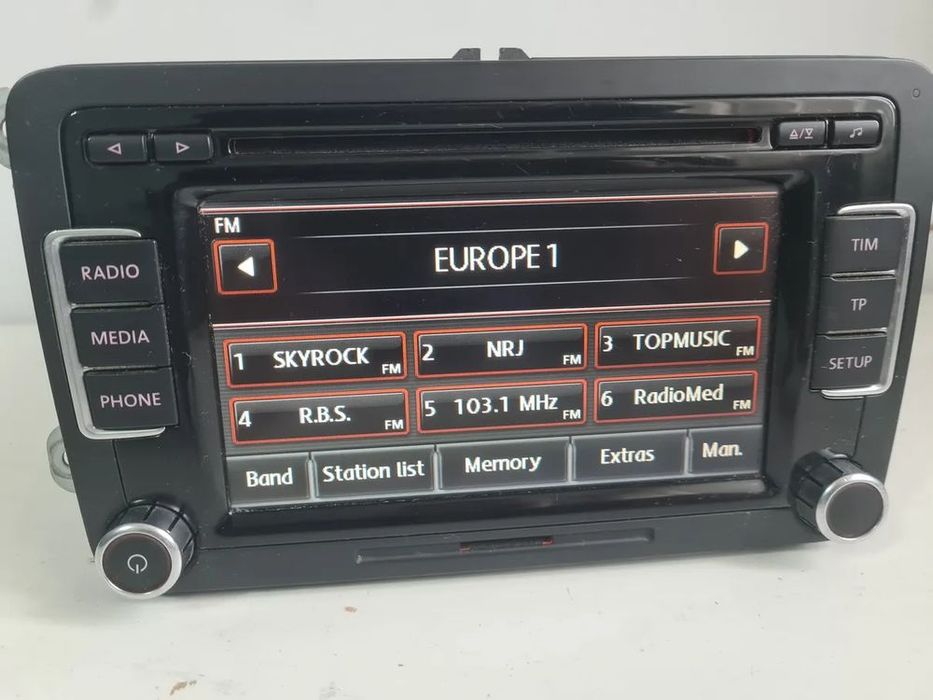 FM
EUROPE 1
RADIO
MEDIA
PHONE
TIM
TP
SETUP
1 SKYROCK FM
2 NRJ FM
3 TOPMUSIC FM
4 R.B.S. FM
5 103.1 MHz FM
6 RadioMed FM
Band
Station list
Memory
Extras
Man.